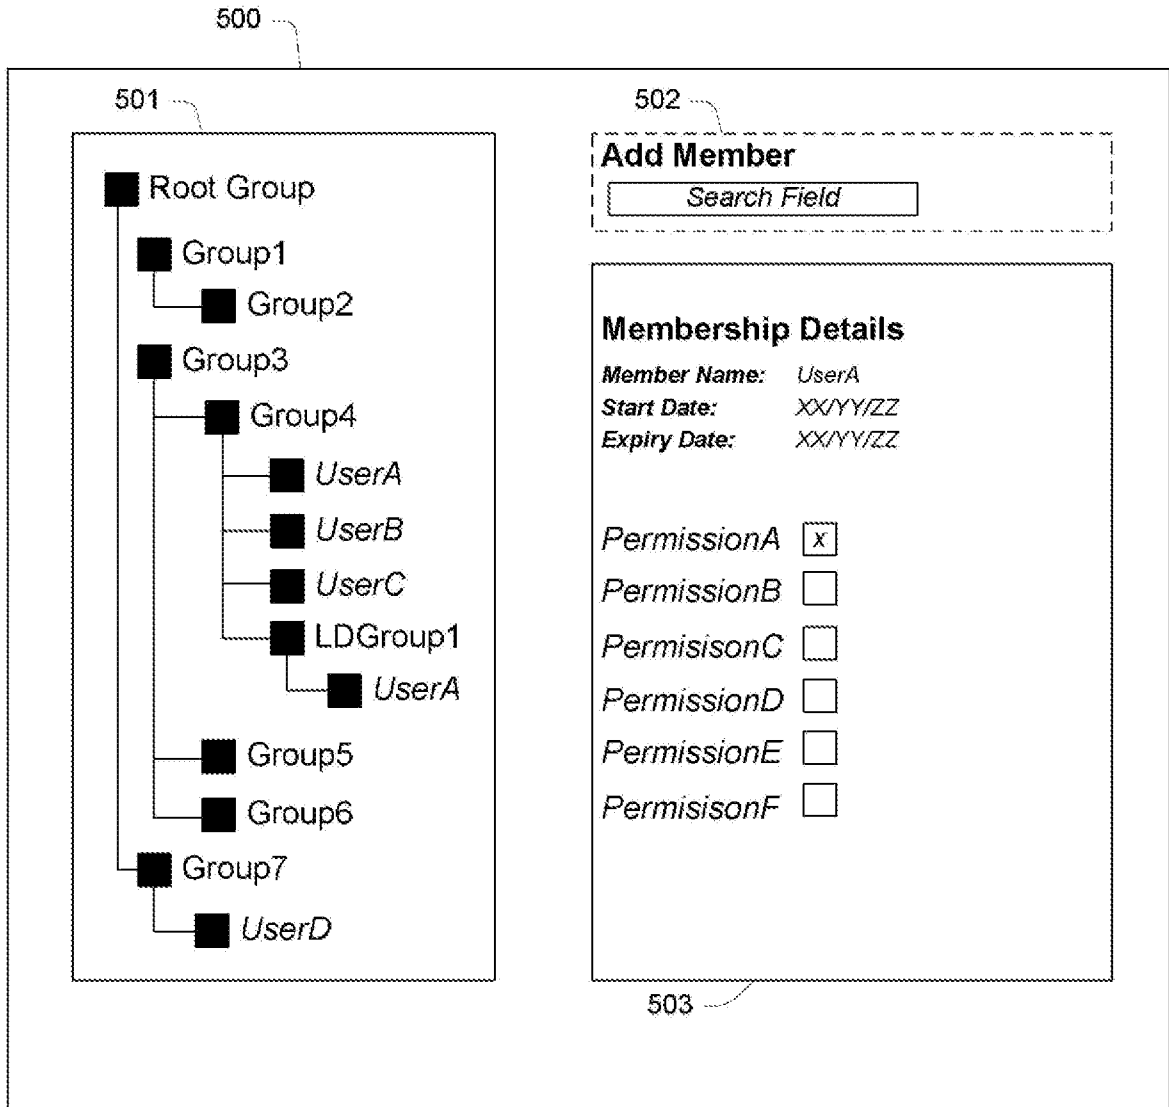 500
501
Root Group
Group1
Group2
Group3
Group4
UserA
UserB
UserC
LDGroup1
UserA
Group5
Group6
Group7
UserD
502
Add Member
Search Field
Membership Details
Member Name: UserA
Start Date: XX/YY/ZZ
Expiry Date: XX/YY/ZZ
PermissionA x
PermissionB
PermisisonC
PermissionD
PermissionE
PermisisonF
503